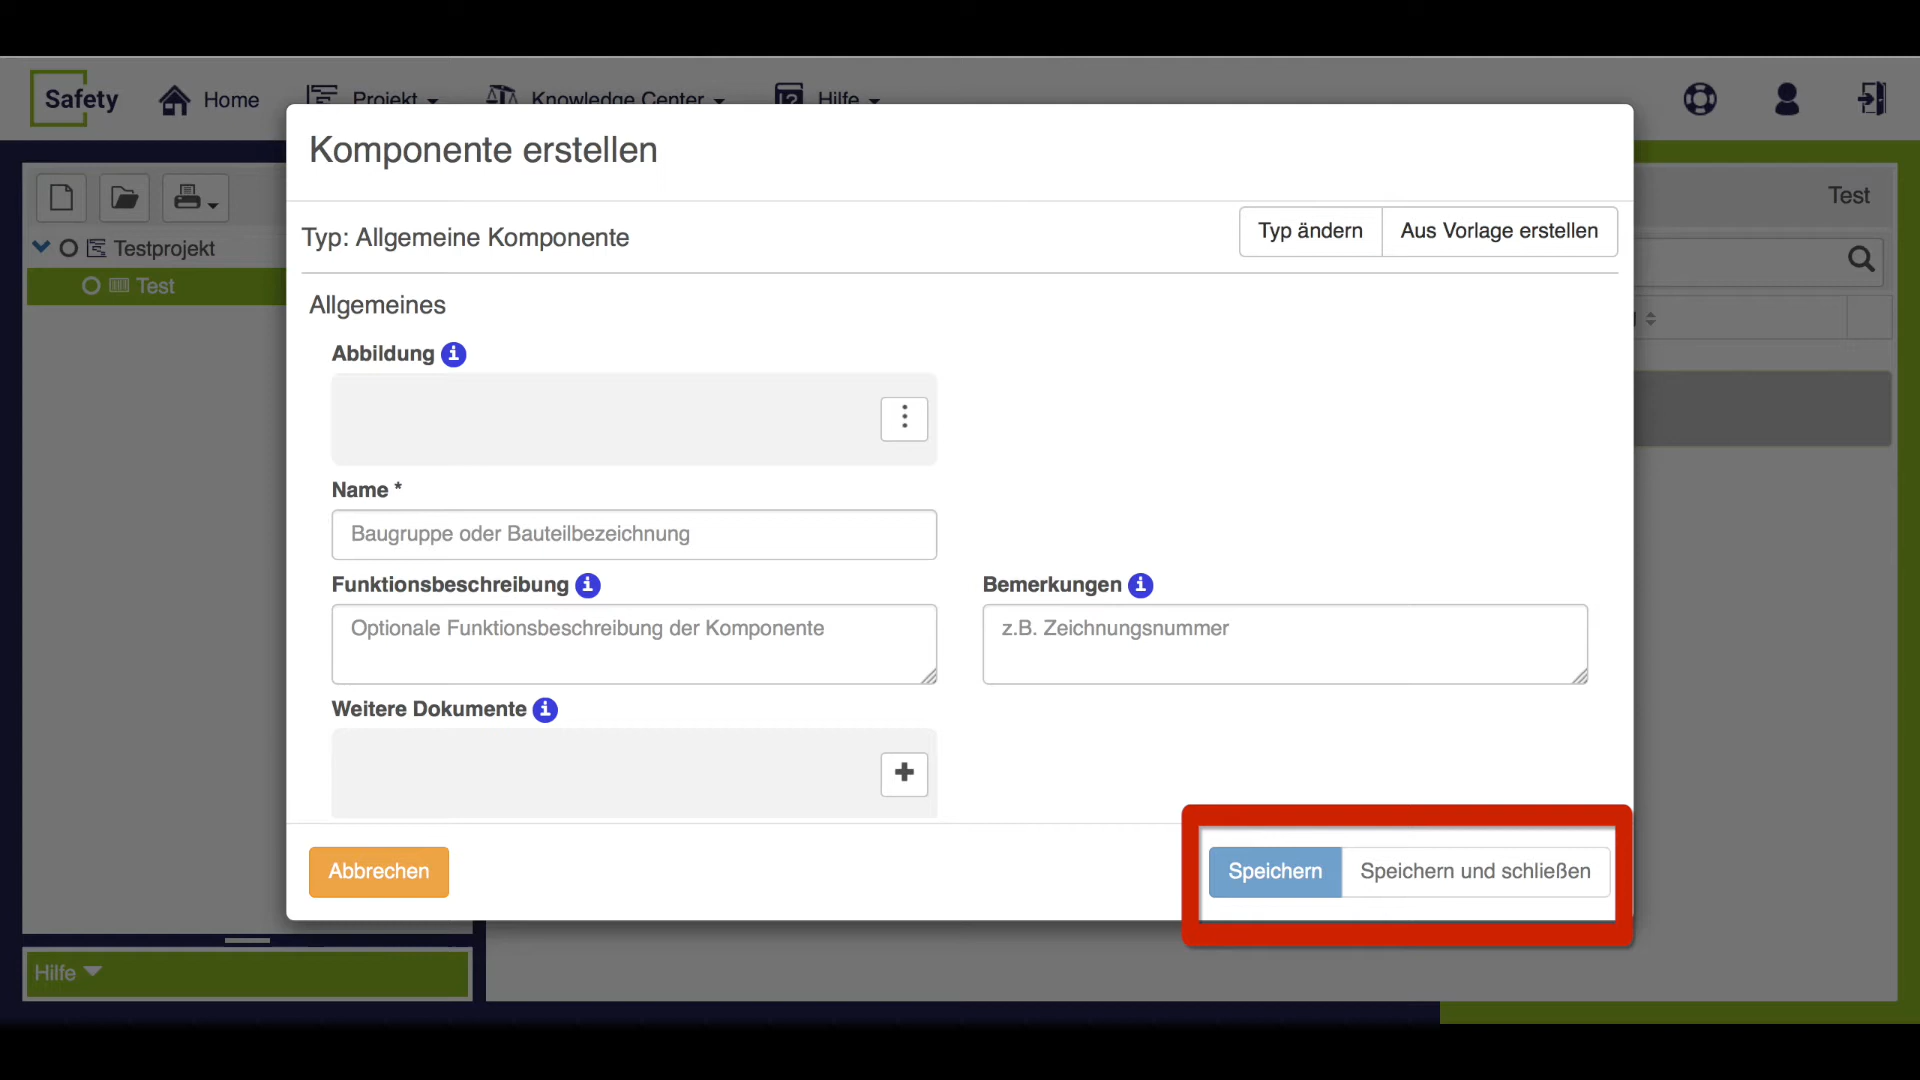 Safety
Home
Projekt
Knowledge Center
Hilfe
Komponente erstellen
Test
Typ: Allgemeine Komponente
Typ ändern
Aus Vorlage erstellen
Testprojekt
Test
Allgemeines
Abbildung
Name *
Baugruppe oder Bauteilbezeichnung
Funktionsbeschreibung
Bemerkungen
Optionale Funktionsbeschreibung der Komponente
z.B. Zeichnungsnummer
Weitere Dokumente
Abbrechen
Speichern
Speichern und schließen
Hilfe